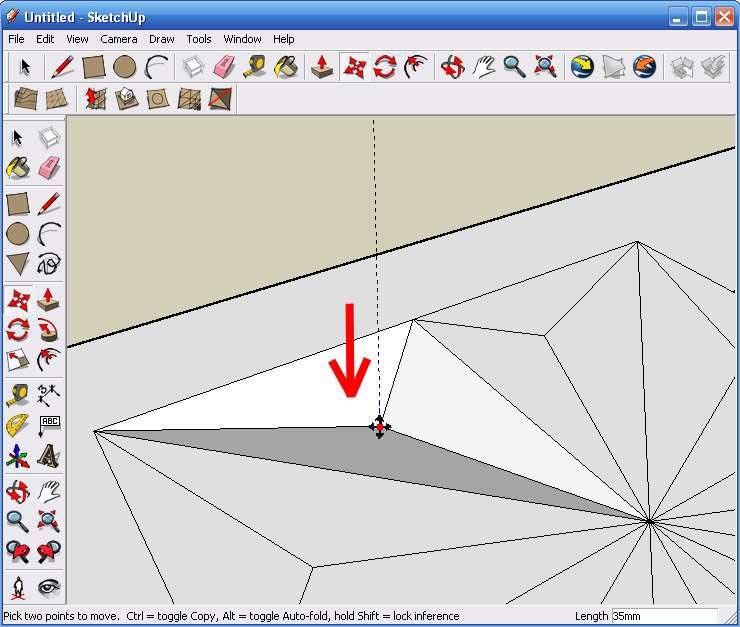 Untitled - SketchUp
File Edit View Camera Draw Tools Window Help
ABC
Pick two points to move. Ctrl = toggle Copy, Alt = toggle Auto-fold, hold Shift = lock inference Length 35mm